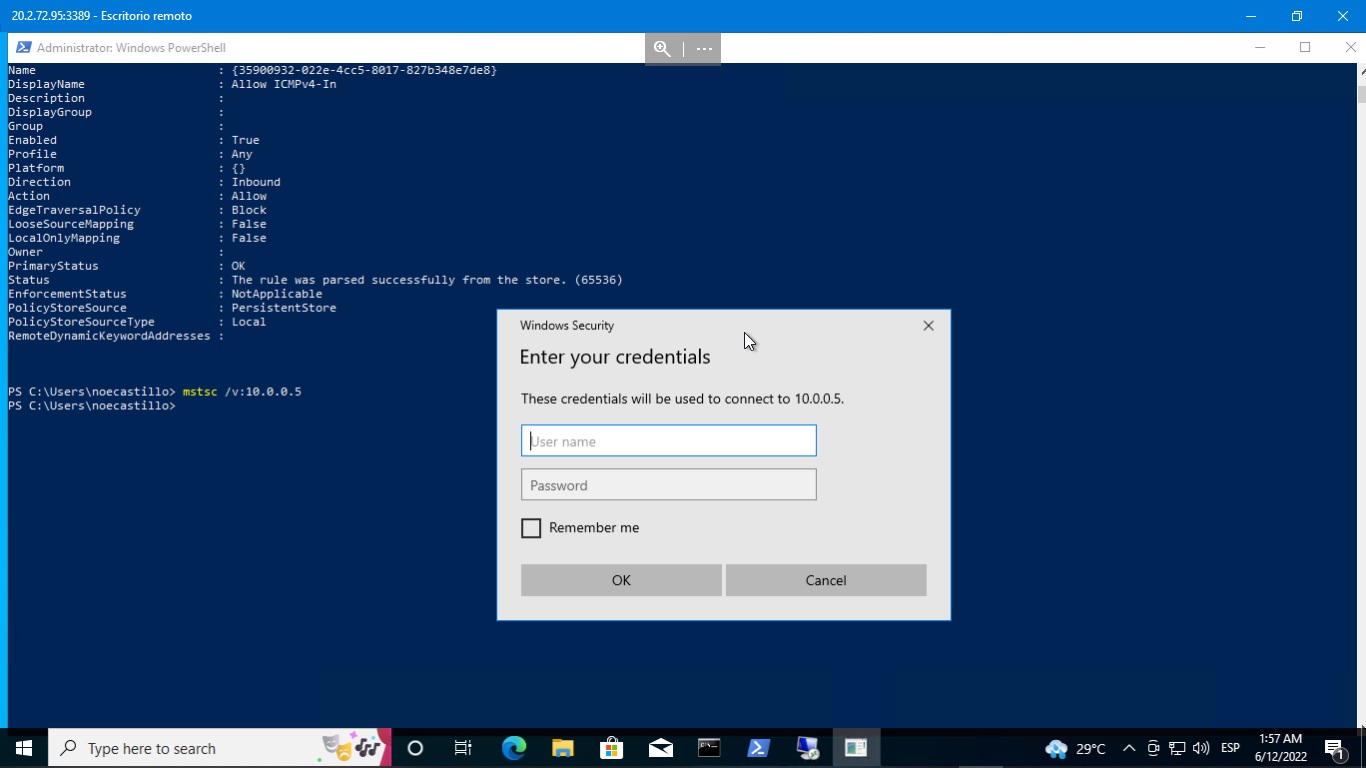 20.2.72.95:3389 - Escritorio remoto
Administrator: Windows PowerShell
Name : {35900932-022e-4cc5-8017-827b348e7de8}
DisplayName : Allow ICMPv4-In
Description :
DisplayGroup :
Group :
Enabled : True
Profile : Any
Platform : {}
Direction : Inbound
Action : Allow
EdgeTraversalPolicy : Block
LooseSourceMapping : False
LocalOnlyMapping : False
Owner :
PrimaryStatus : OK
Status : The rule was parsed successfully from the store. (65536)
EnforcementStatus : NotApplicable
PolicyStoreSource : PersistentStore
PolicyStoreSourceType : Local
RemoteDynamicKeywordAddresses :
PS C:\Users\noecastillo> mstsc /v:10.0.0.5
PS C:\Users\noecastillo>
Windows Security
Enter your credentials
These credentials will be used to connect to 10.0.0.5.
User name
Password
Remember me
OK Cancel
Type here to search
29°C
ESP
1:57 AM
6/12/2022
1